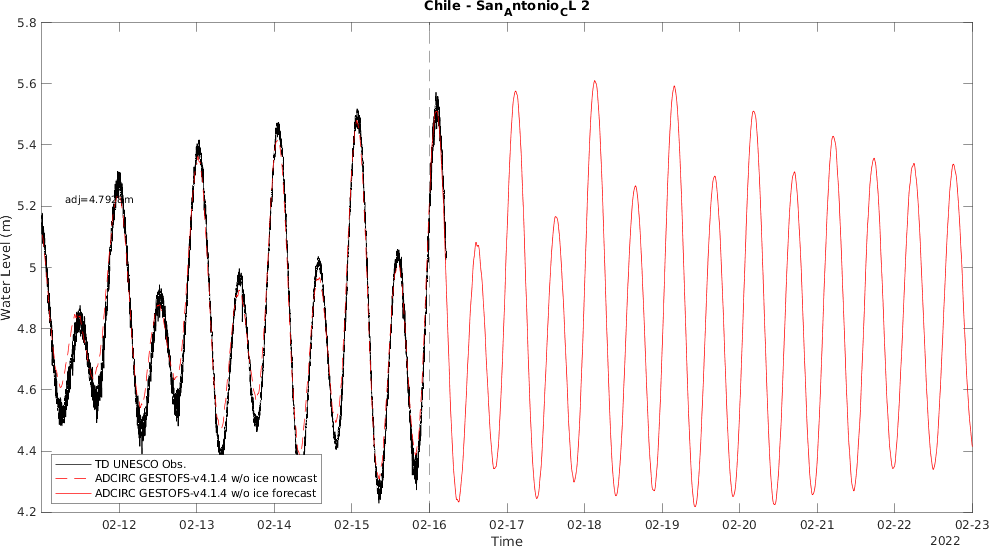 Chile - SanAntonioCL 2
5.8
5.6
5.4
5.2
5
4.8
4.6
4.4
4.2
Water Level (m)
adj=4.7928m
TD UNESCO Obs.
ADCIRC GESTOFS-v4.1.4 w/o ice nowcast
ADCIRC GESTOFS-v4.1.4 w/o ice forecast
02-12 02-13 02-14 02-15 02-16 02-17 02-18 02-19 02-20 02-21 02-22 02-23
Time
2022